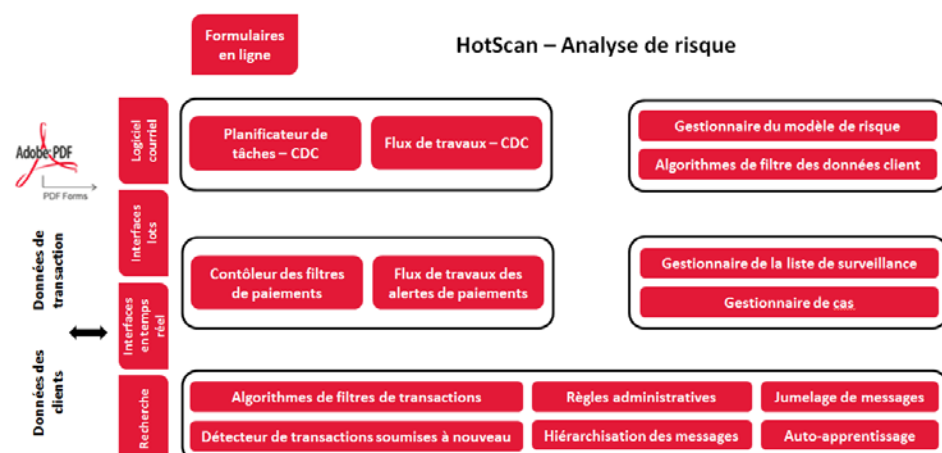 Formulaires
en ligne
HotScan – Analyse de risque
Logiciel
courriel
Planificateur de
tâches – CDC
Flux de travaux – CDC
Gestionnaire du modèle de risque
Algorithmes de filtre des données client
Adobe PDF
PDF Forms
Données de
transaction
Interfaces
lots
Contôleur des filtres
de paiements
Flux de travaux des
alertes de paiements
Gestionnaire de la liste de surveillance
Gestionnaire de cas
Interfaces
en temps
réel
Données des
clients
Recherche
Algorithmes de filtres de transactions
Règles administratives
Jumelage de messages
Détecteur de transactions soumises à nouveau
Hiérarchisation des messages
Auto-apprentissage